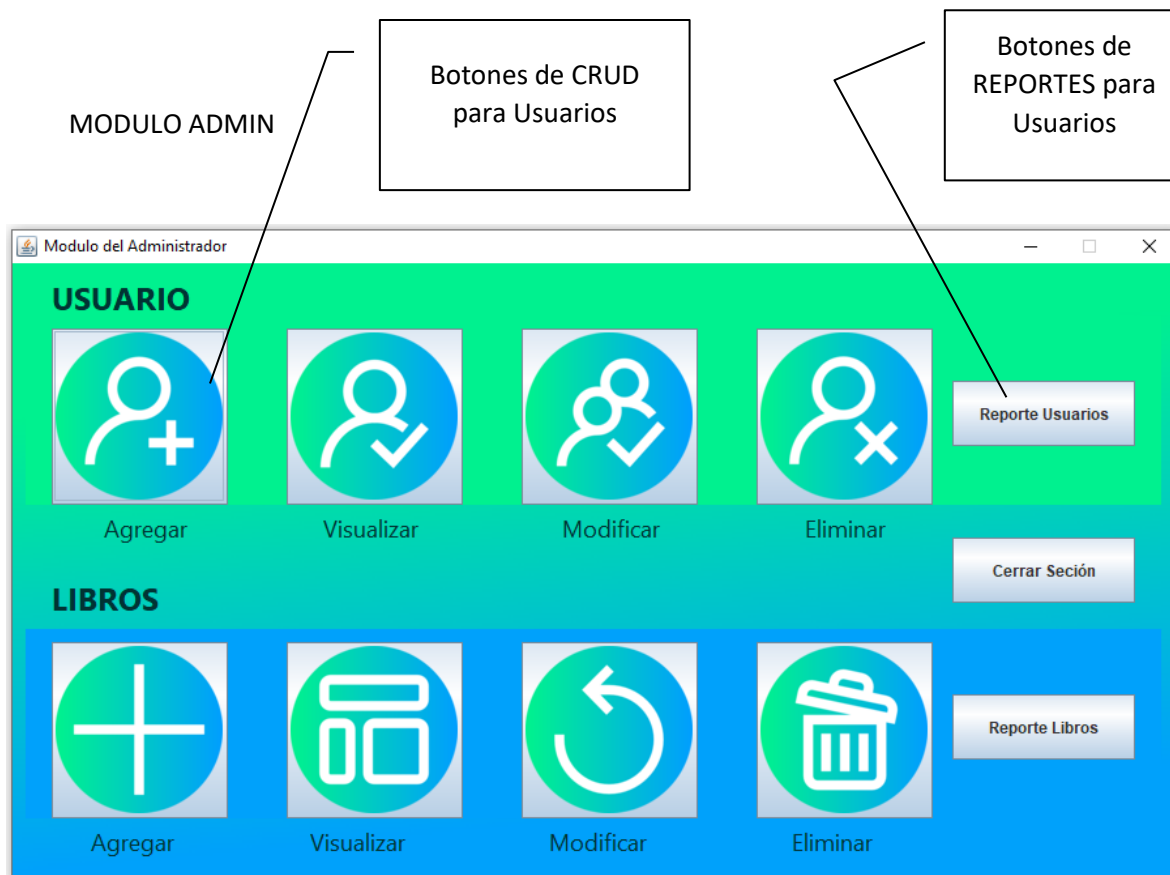 Botones de CRUD
para Usuarios
Botones de
REPORTES para
Usuarios
MODULO ADMIN
Modulo del Administrador
USUARIO
Agregar
Visualizar
Modificar
Eliminar
Reporte Usuarios
Cerrar Seción
LIBROS
Agregar
Visualizar
Modificar
Eliminar
Reporte Libros